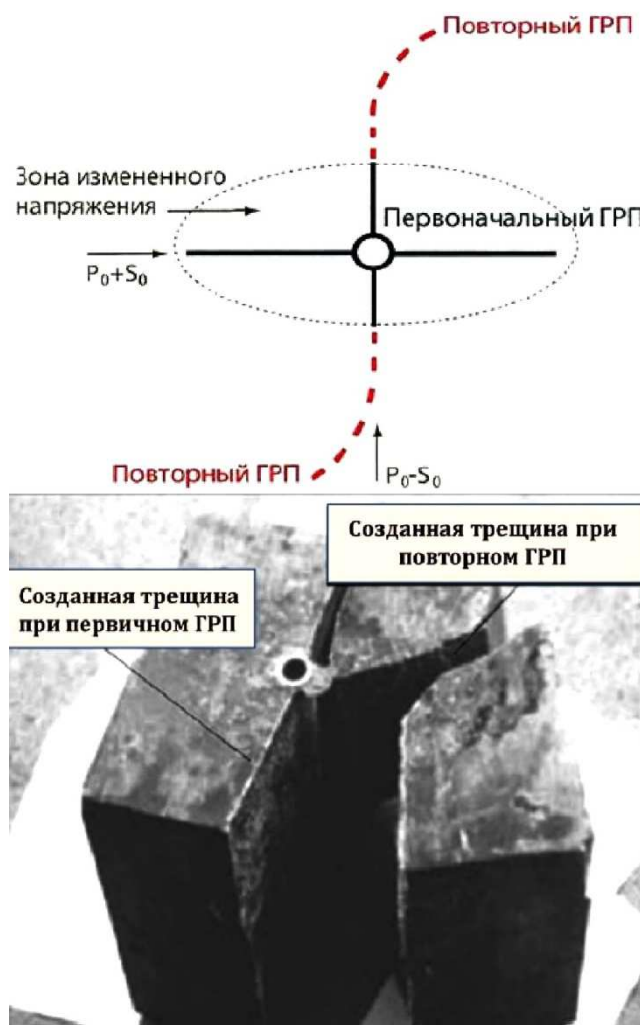 Повторный ГРП
Зона измененного
напряжения
Первоначальный ГРП
P₀+S₀
Повторный ГРП
P₀-S₀
Созданная трещина при
повторном ГРП
Созданная трещина
при первичном ГРП